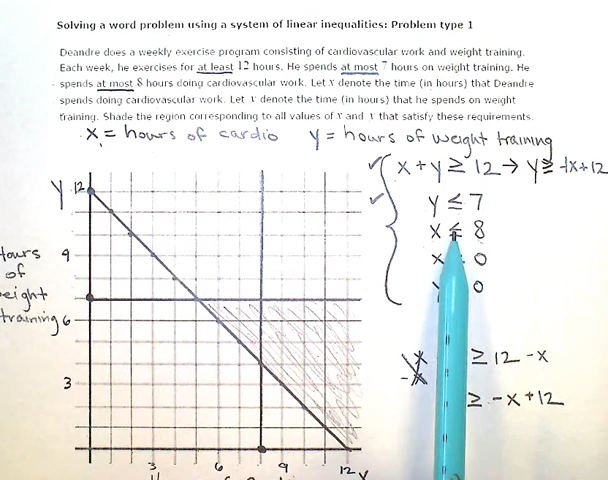 Solving a word problem using a system of linear inequalities: Problem type 1
Deandre does a weekly exercise program consisting of cardiovascular work and weight training.
Each week, he exercises for at least 12 hours. He spends at most 7 hours on weight training. He
spends at most 8 hours doing cardiovascular work. Let x denote the time (in hours) that Deandre
spends doing cardiovascular work. Let y denote the time (in hours) that he spends on weight
training. Shade the region corresponding to all values of x and y that satisfy these requirements.
x = hours of cardio y = hours of weight training
x + y ≥ 12 → y ≥ -1x+12
y ≤ 7
x ≤ 8
x 0
0
y 12
9
6
3
Hours
of
weight
training
≥ 12 - x
≥ -x + 12
3 6 9 12 x